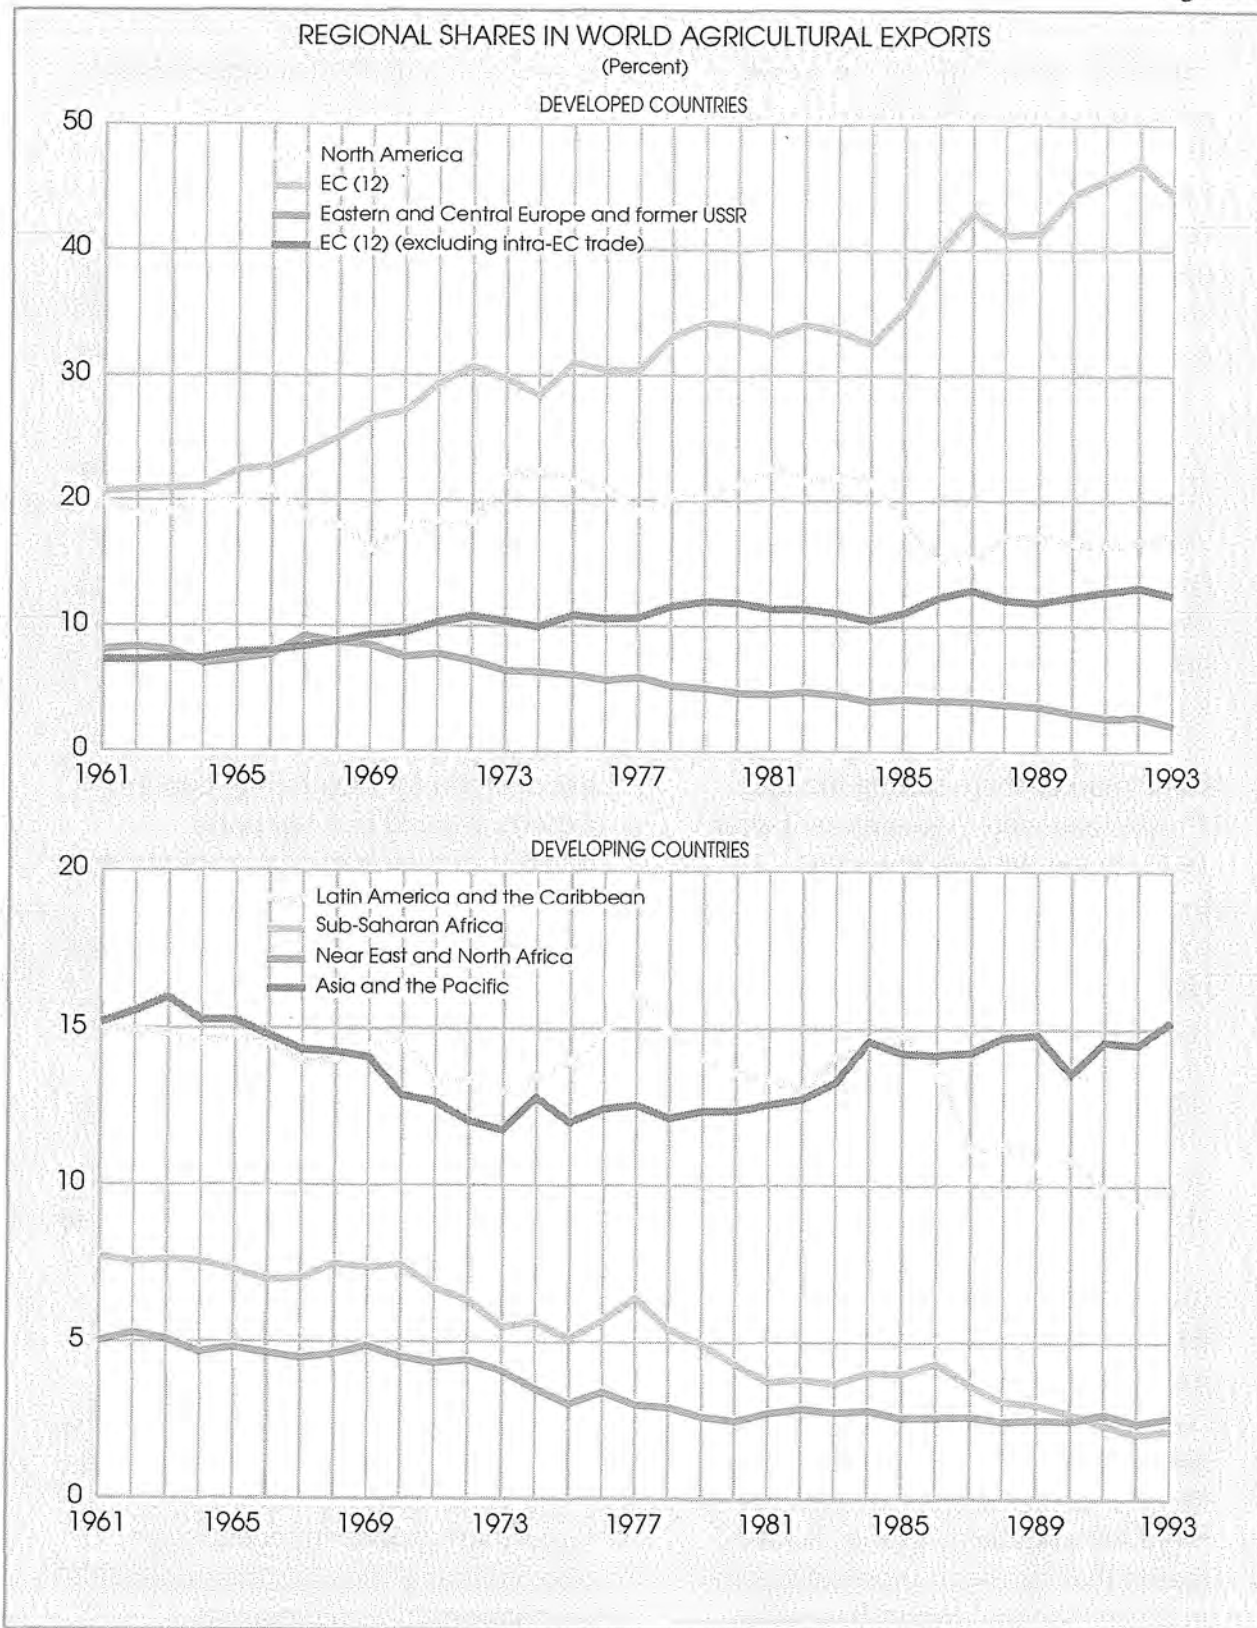 REGIONAL SHARES IN WORLD AGRICULTURAL EXPORTS
(Percent)
DEVELOPED COUNTRIES
50
40
30
20
10
0
North America
EC (12)
Eastern and Central Europe and former USSR
EC (12) (excluding intra-EC trade)
1961 1965 1969 1973 1977 1981 1985 1989 1993
DEVELOPING COUNTRIES
20
15
10
5
0
Latin America and the Caribbean
Sub-Saharan Africa
Near East and North Africa
Asia and the Pacific
1961 1965 1969 1973 1977 1981 1985 1989 1993